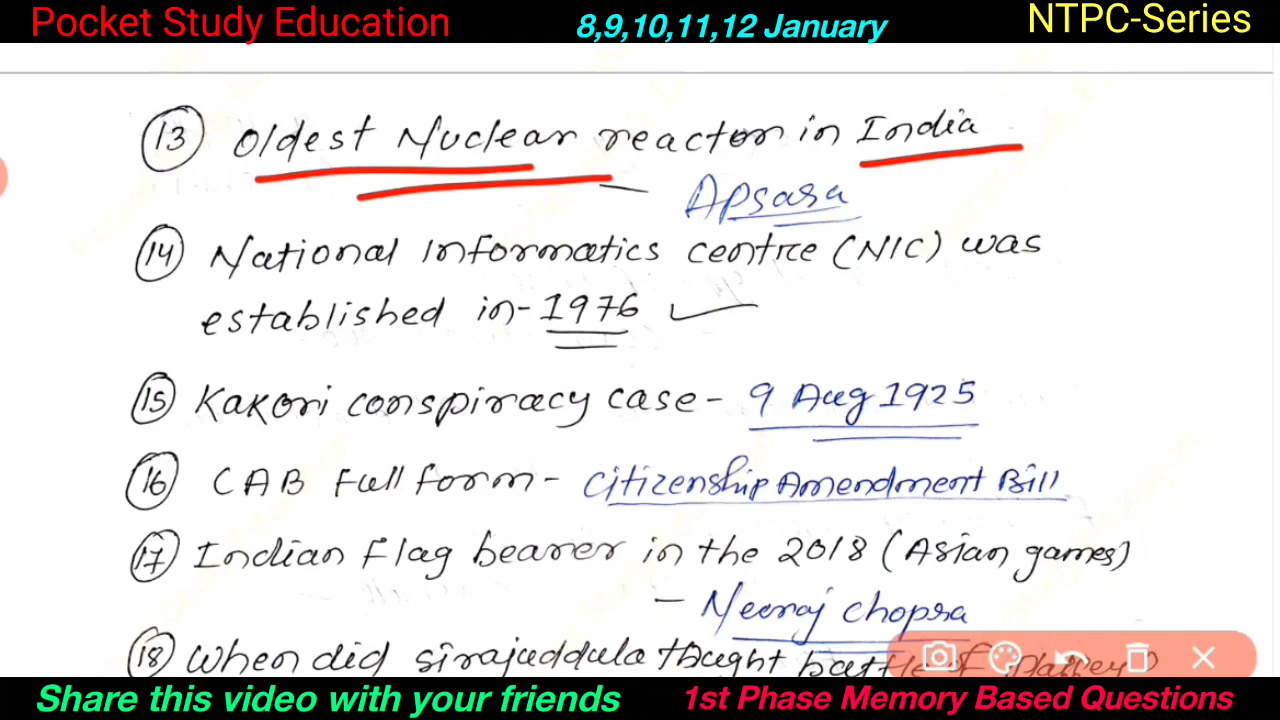 Pocket Study Education 8,9,10,11,12 January NTPC-Series
13 Oldest Nuclear reactor in India
- Apsara
14 National Informatics centre (NIC) was
established in- 1976
15 Kakori conspiracy case- 9 Aug 1925
16 CAB Full form- Citizenship Amendment Bill
17 Indian Flag bearer in the 2018 (Asian games)
- Neeraj chopra
18 When did sirajuddula
Share this video with your friends 1st Phase Memory Based Questions